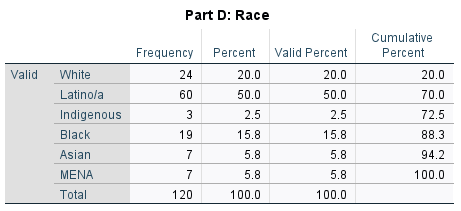 Part D: Race
Frequency Percent Valid Percent Cumulative Percent
Valid White 24 20.0 20.0 20.0
Latino/a 60 50.0 50.0 70.0
Indigenous 3 2.5 2.5 72.5
Black 19 15.8 15.8 88.3
Asian 7 5.8 5.8 94.2
MENA 7 5.8 5.8 100.0
Total 120 100.0 100.0